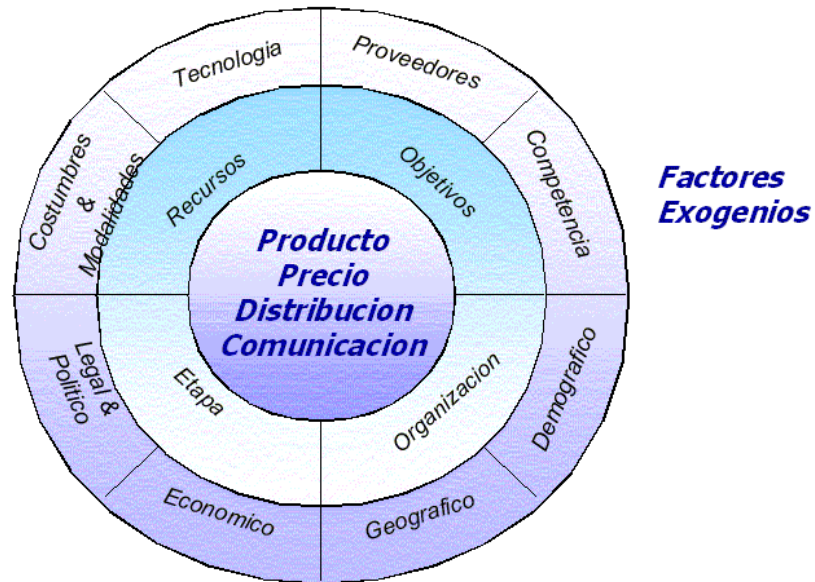 Tecnologia
Proveedores
Costumbres
&
Modalidades
Recursos
Objetivos
Competencia
Factores
Exogenios
Producto
Precio
Distribucion
Comunicacion
Legal &
Politico
Etapa
Organizacion
Demografico
Economico
Geografico